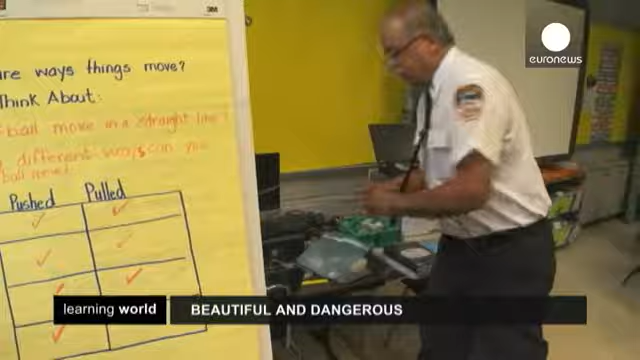 3M
euronews
are ways things move?
Think About:
ball move in a straight line?
different ways can
ball move?
Pushed Pulled
learning world BEAUTIFUL AND DANGEROUS